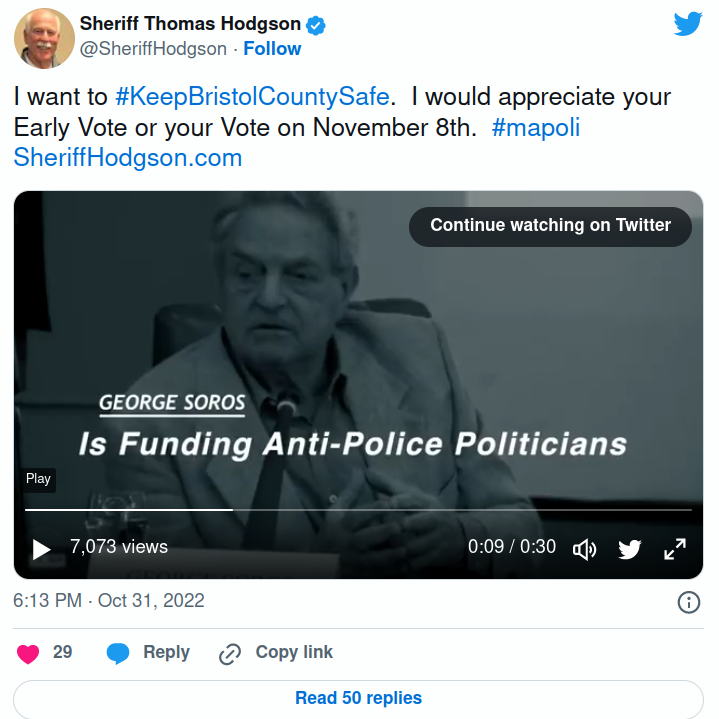 Sheriff Thomas Hodgson
@SheriffHodgson · Follow
I want to #KeepBristolCountySafe.  I would appreciate your
Early Vote or your Vote on November 8th.  #mapoli
SheriffHodgson.com
Continue watching on Twitter
GEORGE SOROS
Is Funding Anti-Police Politicians
Play
7,073 views
0:09 / 0:30
6:13 PM · Oct 31, 2022
29
Reply
Copy link
Read 50 replies